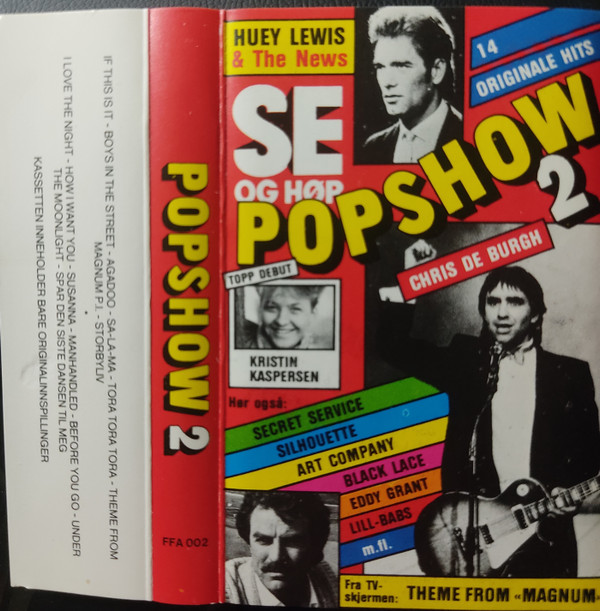 IF THIS IS IT - BOYS IN THE STREET - AGADOO - SA-LA-MA - TORA TORA TORA - THEME FROM
MAGNUM P.I. - STORBYLIV
I LOVE THE NIGHT - HOW I WANT YOU - SUSANNA - MANHANDLED - BEFORE YOU GO - UNDER
THE MOONLIGHT - SPAR DEN SISTE DANSEN TIL MEG
KASSETTEN INNEHOLDER BARE ORIGINALINNSPILLINGER
POPSHOW 2
FFA 002
HUEY LEWIS
& The News
14
ORIGINALE HITS
SE
OG HØR
POPSHOW
2
CHRIS DE BURGH
TOPP DEBUT
KRISTIN
KASPERSEN
Hør også:
SECRET SERVICE
SILHOUETTE
ART COMPANY
BLACK LACE
EDDY GRANT
LILL-BABS
m.fl.
Fra TV-
skjermen: THEME FROM «MAGNUM»